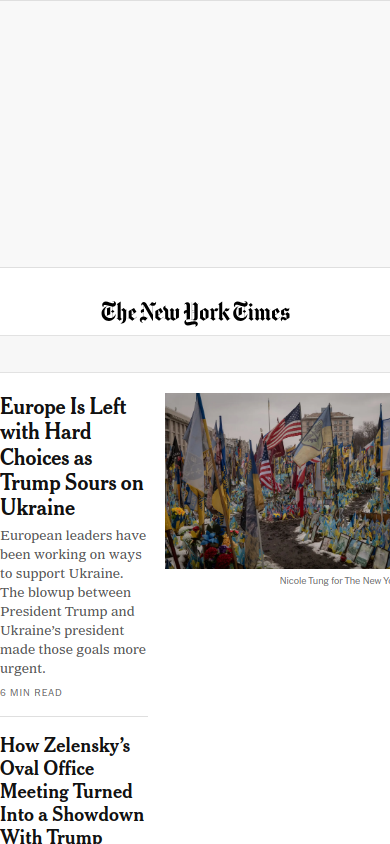 The New York Times
Europe Is Left
with Hard
Choices as
Trump Sours on
Ukraine
European leaders have
been working on ways
to support Ukraine.
The blowup between
President Trump and
Ukraine's president
made those goals more
urgent.
6 MIN READ
Nicole Tung for The New Yo
How Zelensky's
Oval Office
Meeting Turned
Into a Showdown
With Trump